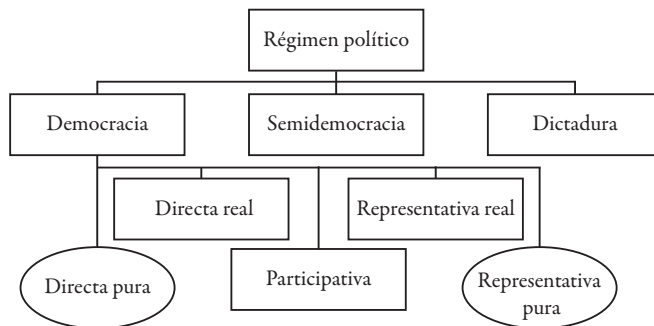 Régimen político
Democracia
Semidemocracia
Dictadura
Directa real
Representativa real
Directa pura
Participativa
Representativa
pura